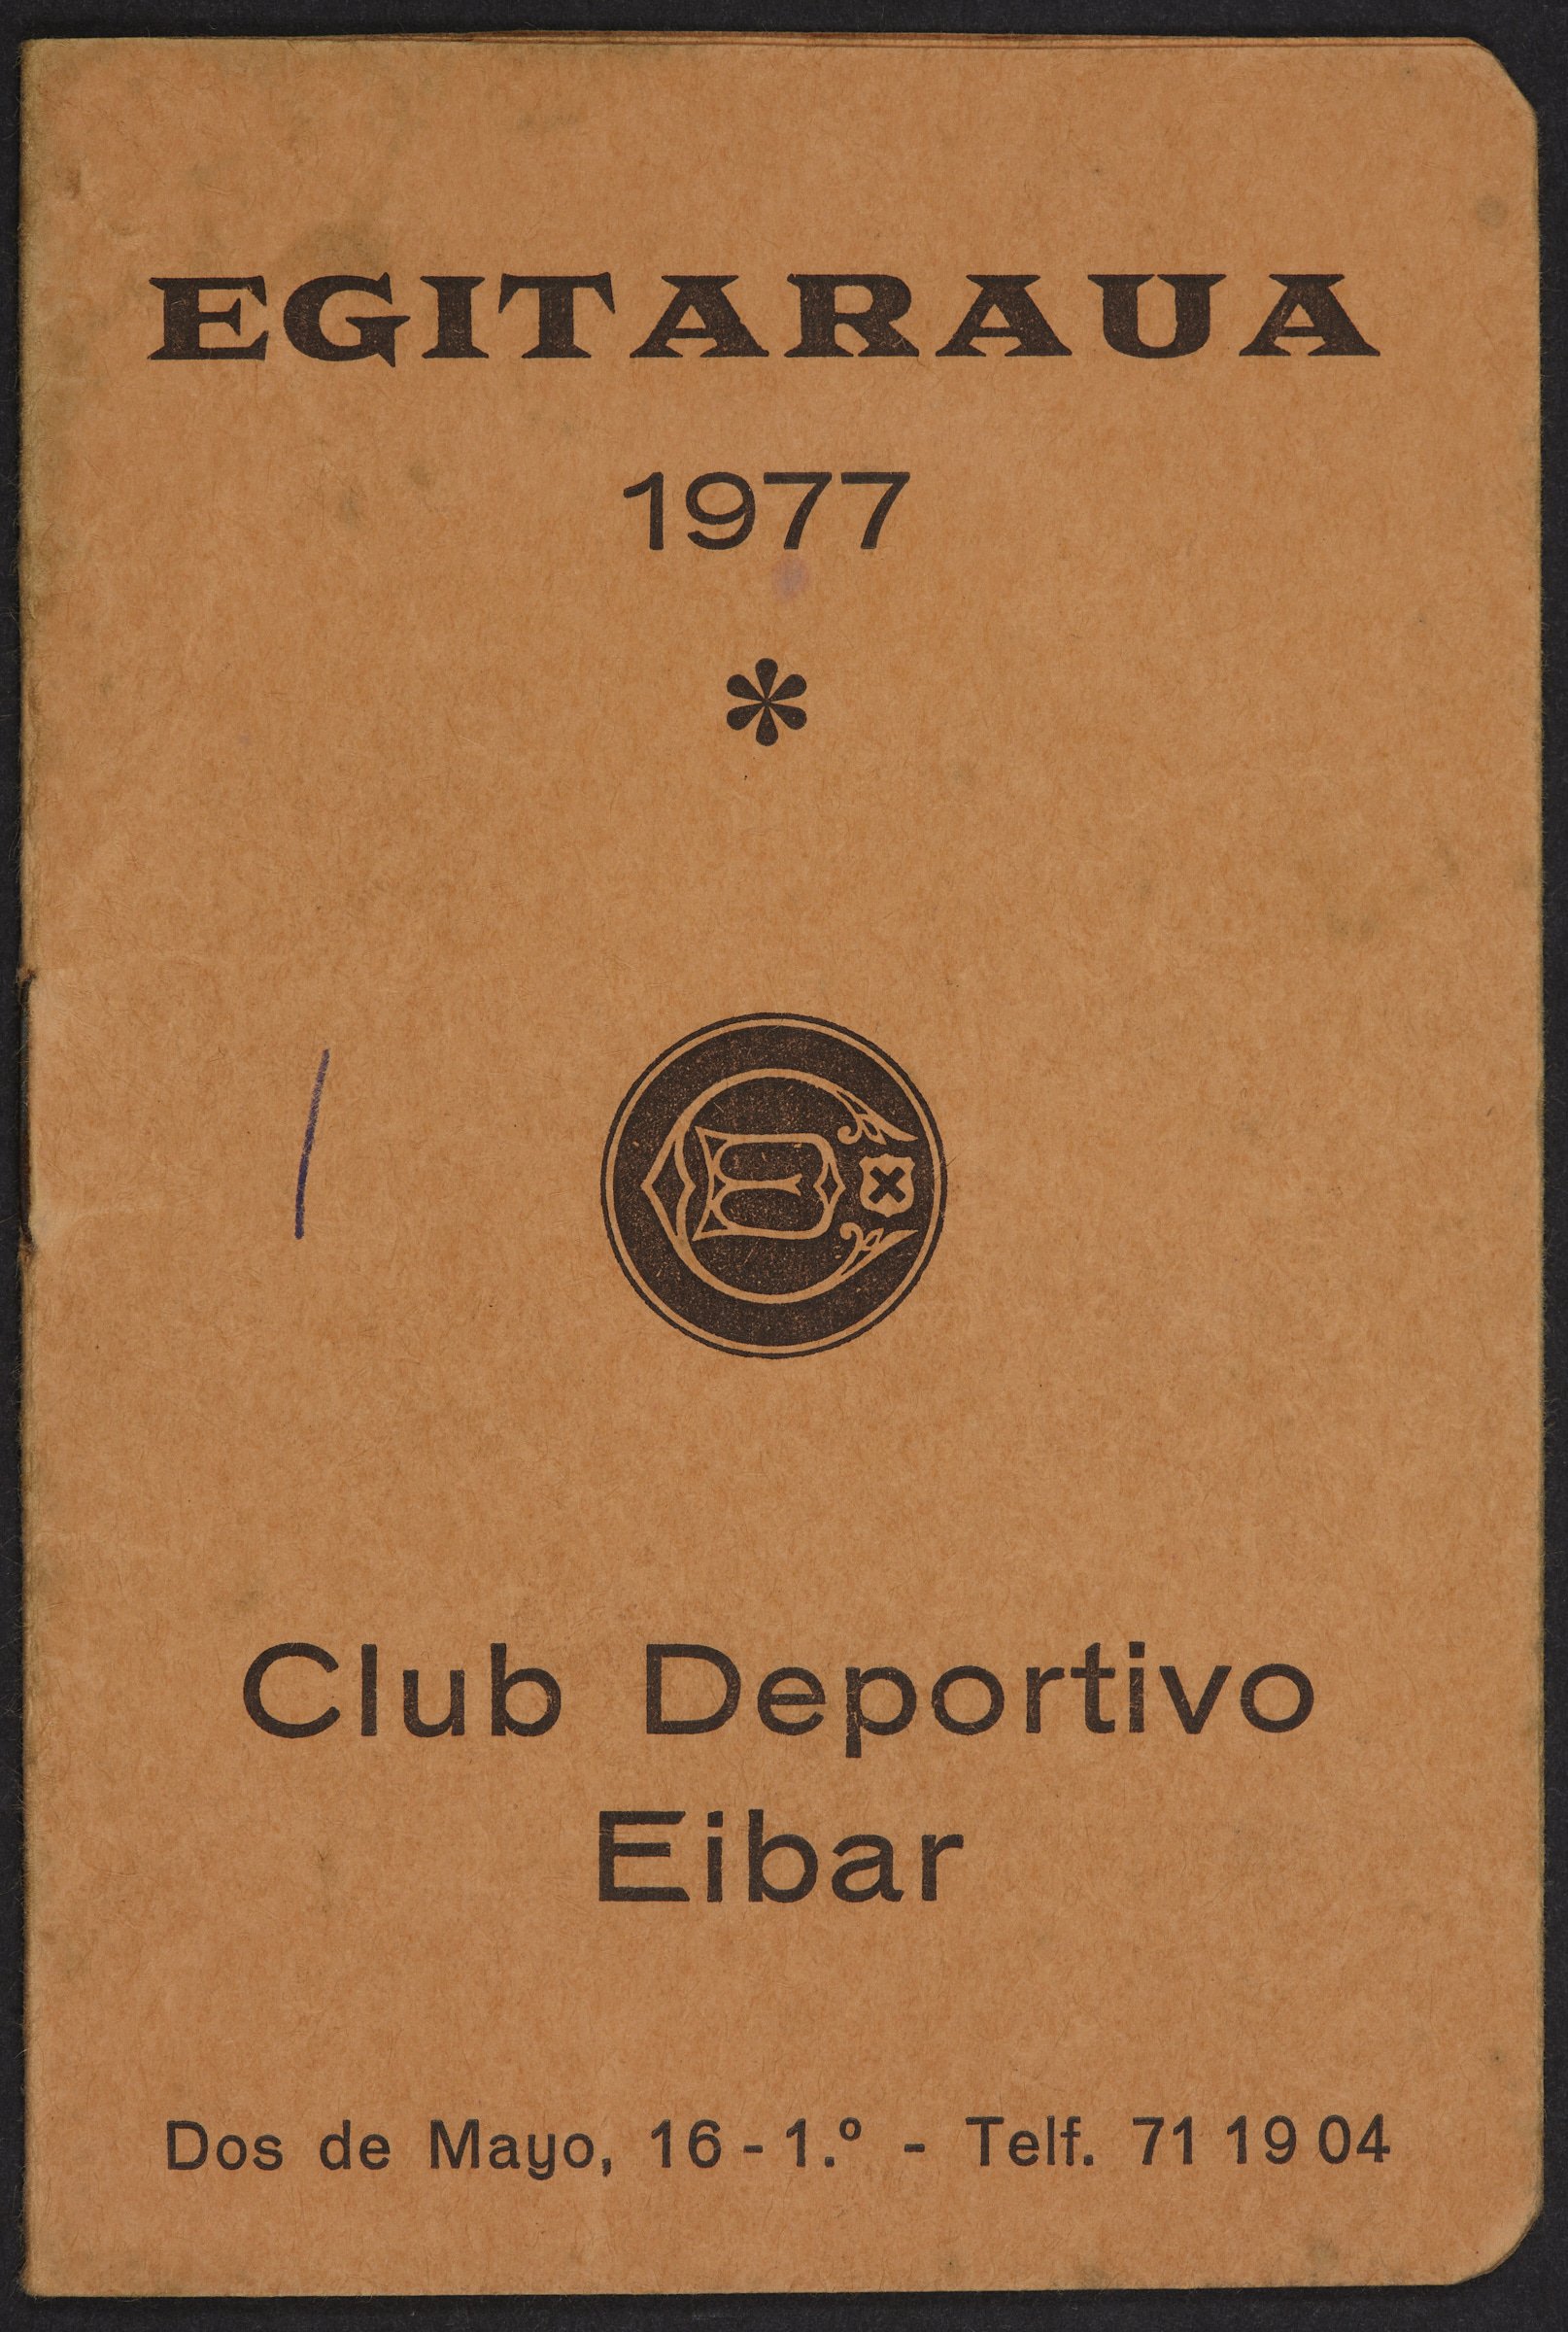 EGITARAUA
1977
*
Club Deportivo
Eibar
Dos de Mayo, 16 - 1.º - Telf. 71 19 04